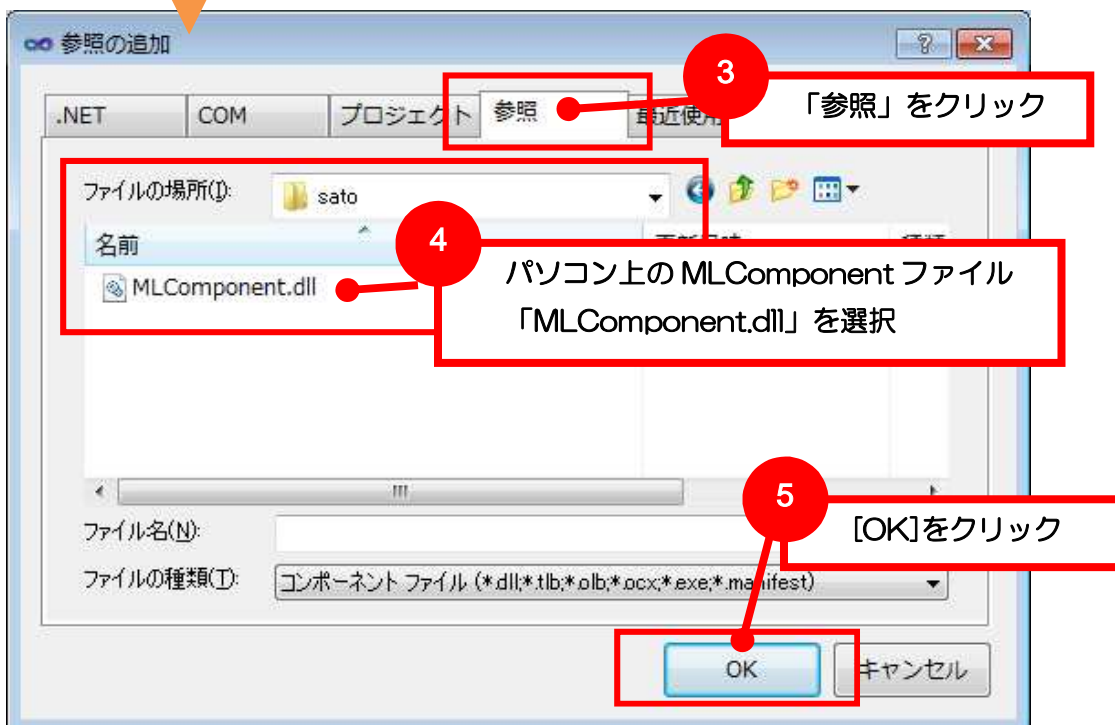 参照の追加
3
「参照」をクリック
.NET
COM
プロジェクト
参照
ファイルの場所(I):
sato
4
名前
パソコン上の MLComponent ファイル
「MLComponent.dll」を選択
MLComponent.dll
5
[OK]をクリック
ファイル名(N):
ファイルの種類(T):
コンポーネント ファイル (*.dll;*.tlb;*.olb;*.ocx;*.exe;*.manifest)
OK
キャンセル